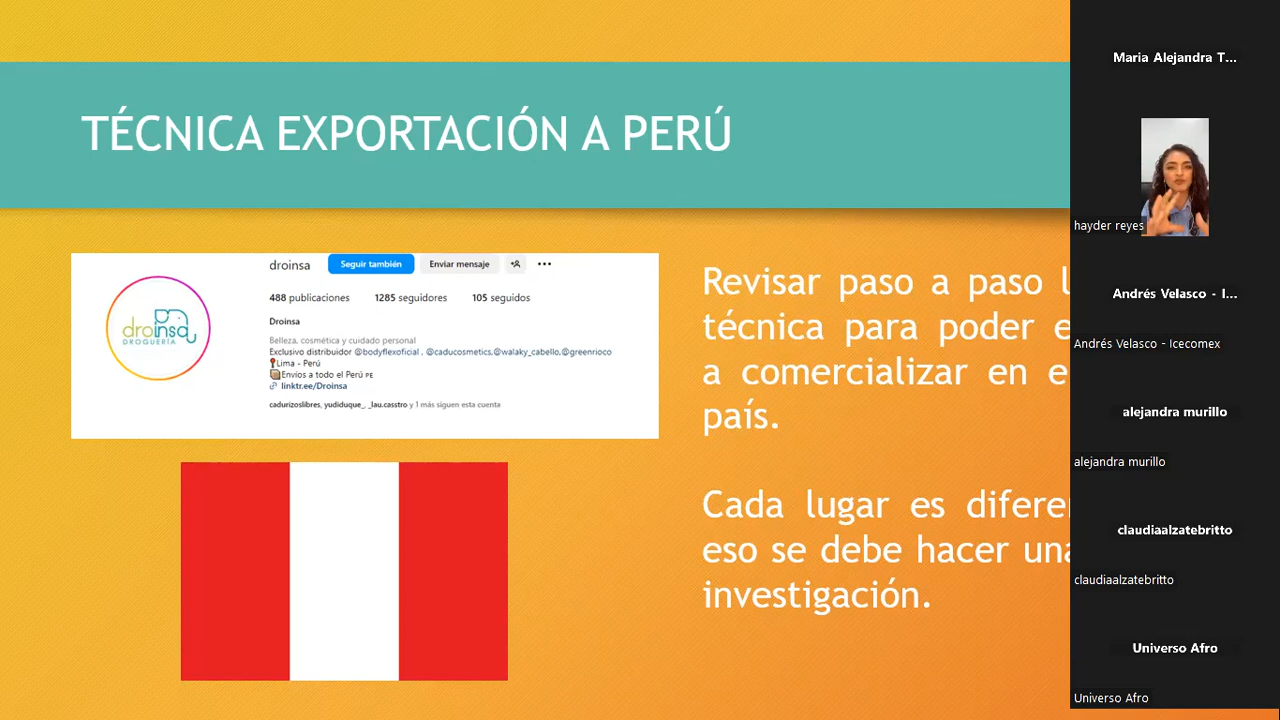 TÉCNICA EXPORTACIÓN A PERÚ
droinsa
Seguir también
Enviar mensaje
488 publicaciones
1285 seguidores
105 seguidos
Droinsa
Belleza, cosmética y cuidado personal
Exclusivo distribuidor @bodyflexoficial , @caducosmetics,@walaky_cabello,@greenrioco
Lima - Perú
Envíos a todo el Perú PE
linktr.ee/Droinsa
cadurizoslibres, yudiduque_, _lau.casstro y 1 más siguen esta cuenta
droinsa
DROGUERÍA
Revisar paso a paso
técnica para poder
a comercializar en
país.
Cada lugar es
eso se debe hacer
investigación.
Maria Alejandra T...
hayder reyes
Andrés Velasco - I...
Andrés Velasco - Icecomex
alejandra murillo
alejandra murillo
claudiaalzatebritto
claudiaalzatebritto
Universo Afro
Universo Afro